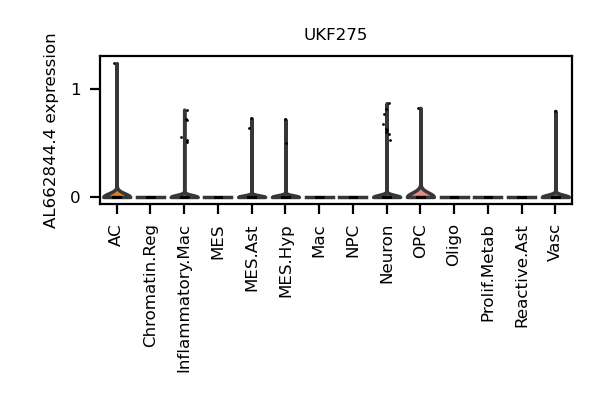 UKF275
AL662844.4 expression
1
0
AC
Chromatin.Reg
Inflammatory.Mac
MES
MES.Ast
MES.Hyp
Mac
NPC
Neuron
OPC
Oligo
Prolif.Metab
Reactive.Ast
Vasc